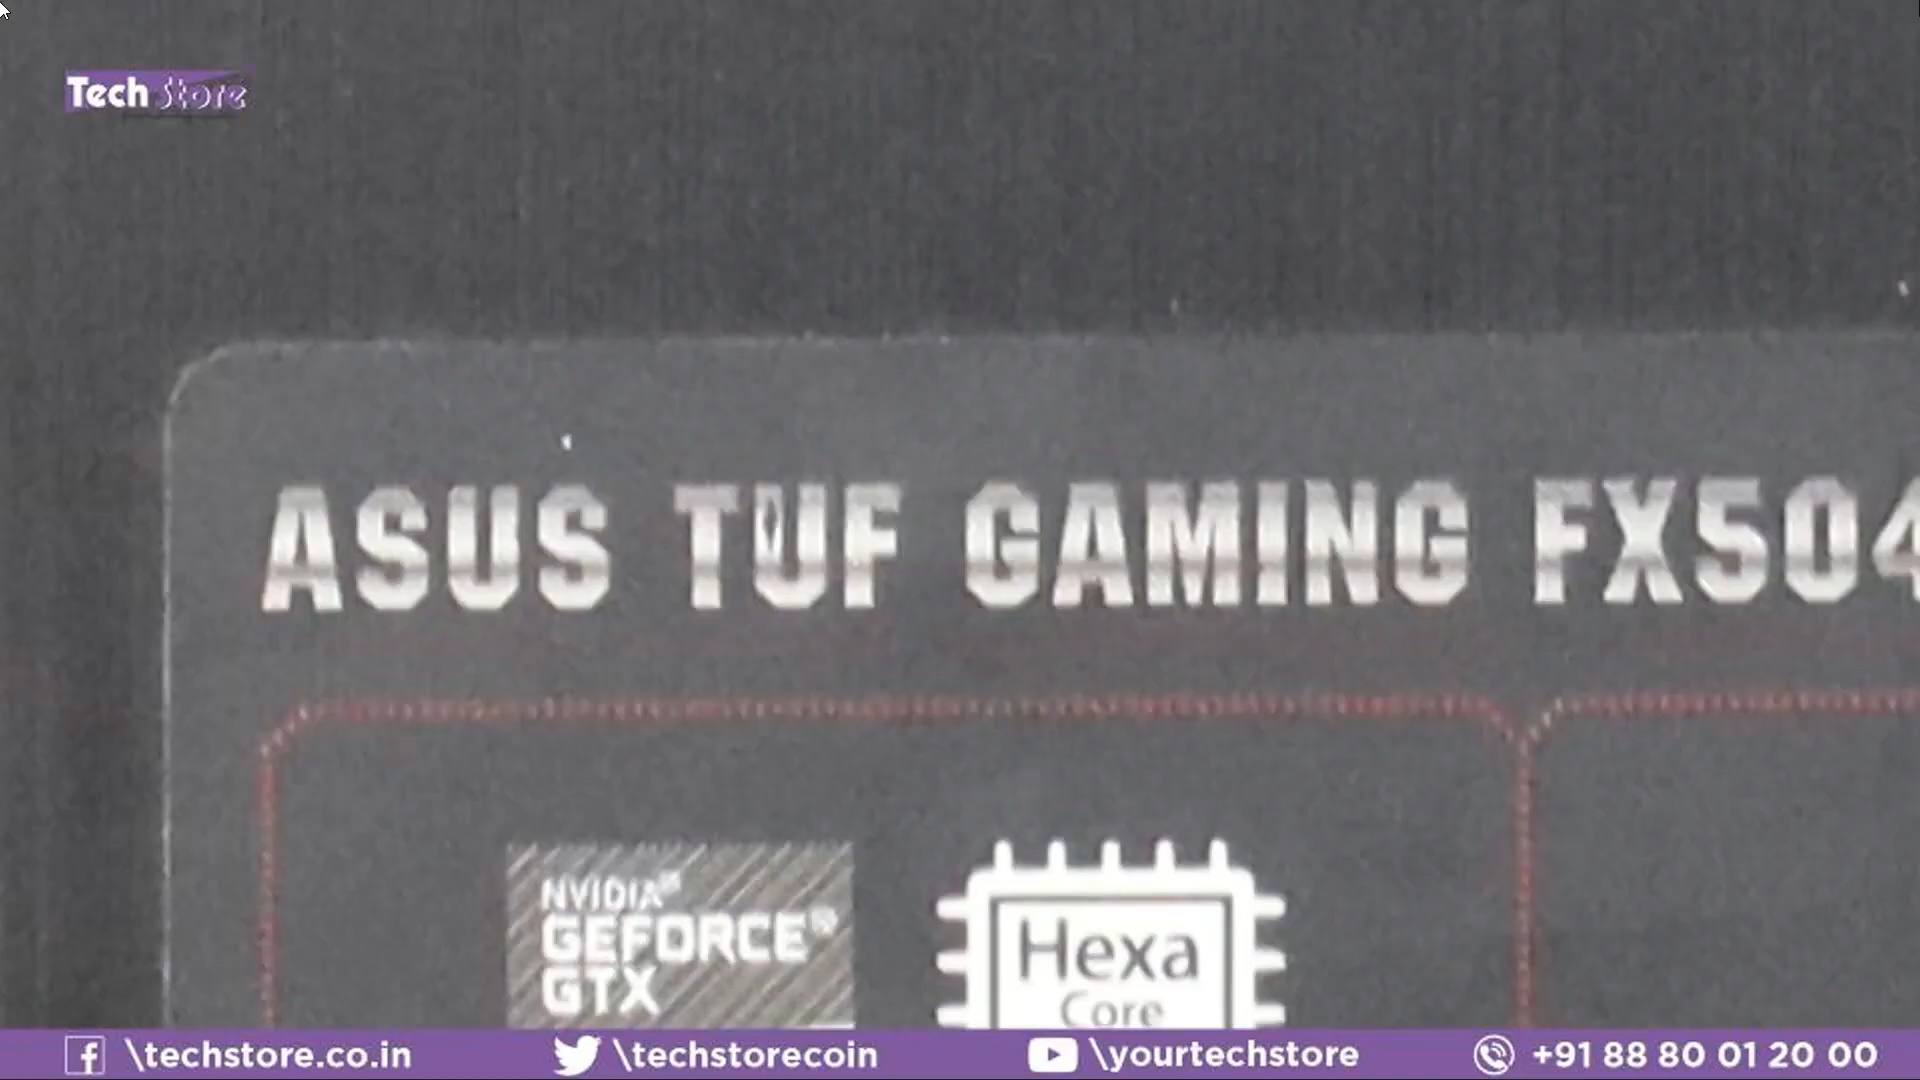 Tech Store
ASUS TUF GAMING FX504
NVIDIA®
GEFORCE®
GTX
Hexa
Core
\techstore.co.in
\techstorecoin
\yourtechstore
+91 88 80 01 20 00